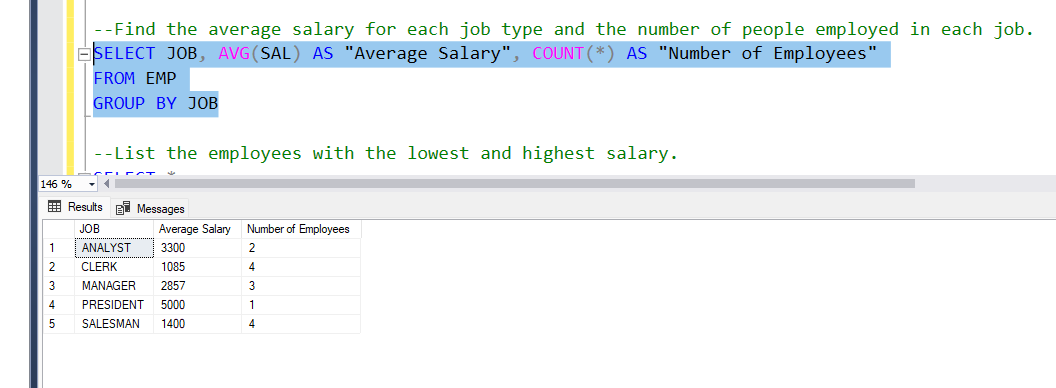 --Find the average salary for each job type and the number of people employed in each job.
SELECT JOB, AVG(SAL) AS "Average Salary", COUNT(*) AS "Number of Employees"
FROM EMP
GROUP BY JOB
--List the employees with the lowest and highest salary.
SELECT *
146 %
Results Messages
JOB Average Salary Number of Employees
1 ANALYST 3300 2
2 CLERK 1085 4
3 MANAGER 2857 3
4 PRESIDENT 5000 1
5 SALESMAN 1400 4